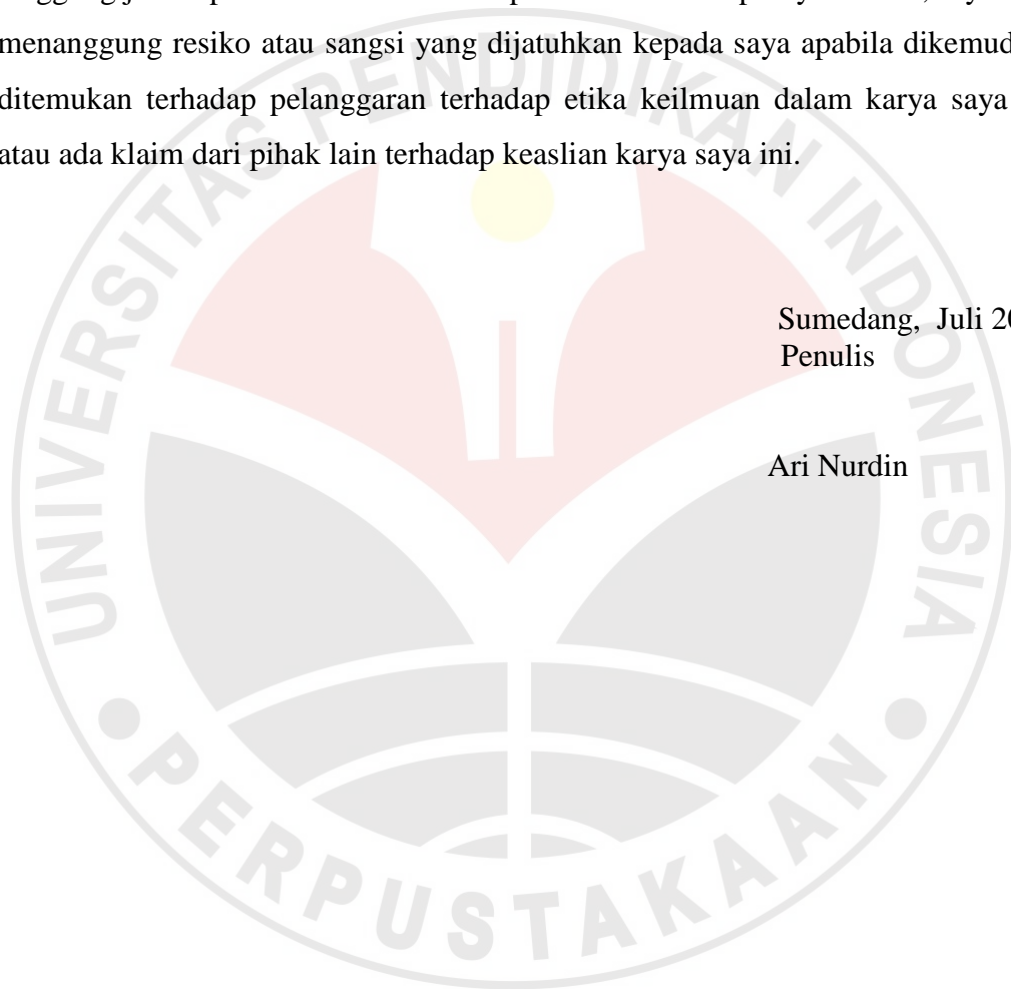 menanggung resiko atau sangsi yang dijatuhkan kepada saya apabila
ditemukan terhadap pelanggaran terhadap etika keilmuan dalam karya saya
atau ada klaim dari pihak lain terhadap keaslian karya saya ini.
Sumedang, Juli
Penulis
Ari Nurdin
UNIVERSITAS PENDIDIKAN INDONESIA
PERPUSTAKAAN